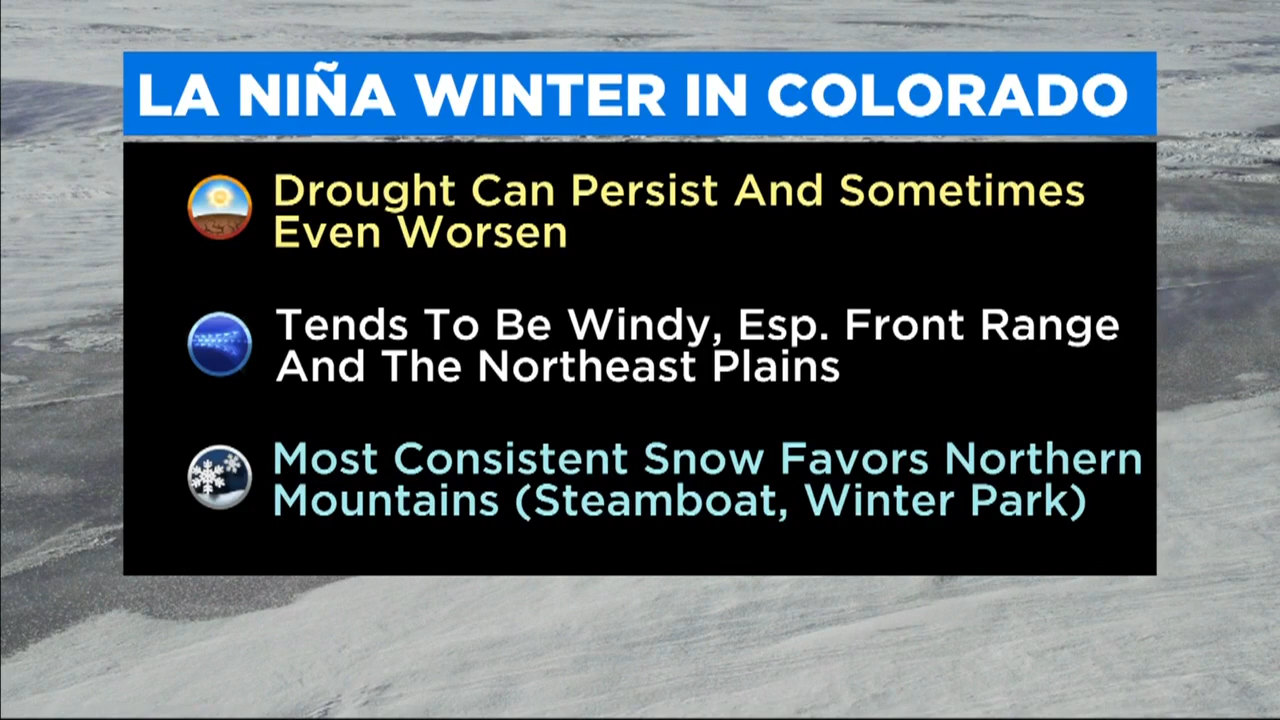 LA NIÑA WINTER IN COLORADO
Drought Can Persist And Sometimes
Even Worsen
Tends To Be Windy, Esp. Front Range
And The Northeast Plains
Most Consistent Snow Favors Northern
Mountains (Steamboat, Winter Park)